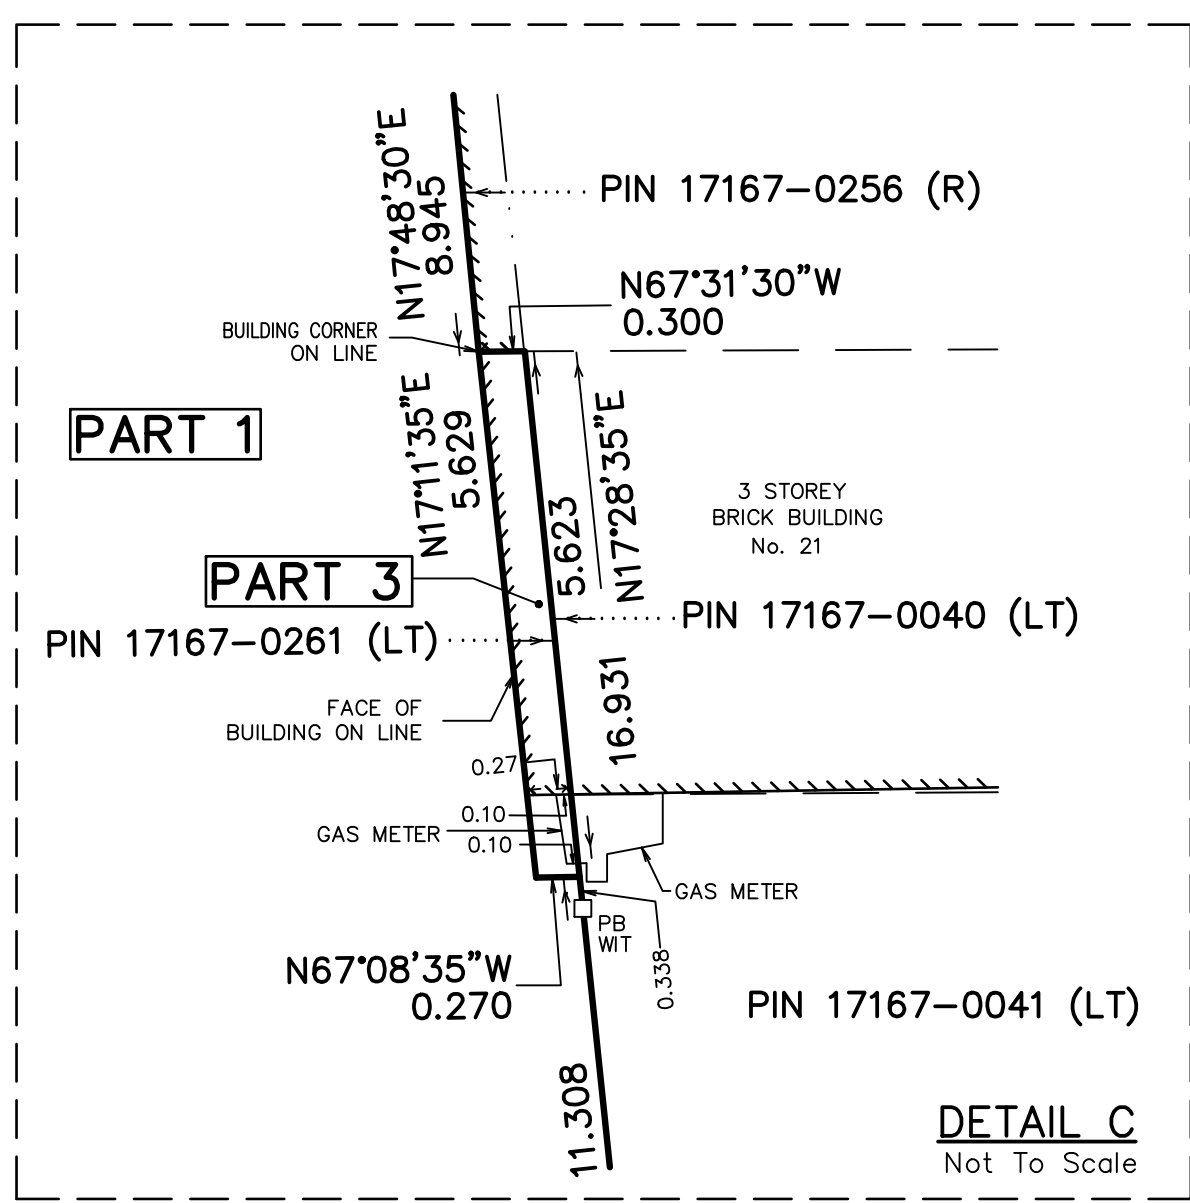 N17°48'30"E
8.945
PIN 17167-0256 (R)
N67°31'30"W
0.300
BUILDING CORNER
ON LINE
PART 1
N17°11'35"E
5.629
N17°28'35"E
5.623
3 STOREY
BRICK BUILDING
No. 21
PART 3
PIN 17167-0040 (LT)
PIN 17167-0261 (LT)
16.931
FACE OF
BUILDING ON LINE
0.27
0.10
GAS METER
0.10
GAS METER
PB
WIT
0.338
N67°08'35"W
0.270
PIN 17167-0041 (LT)
11.308
DETAIL C
Not To Scale